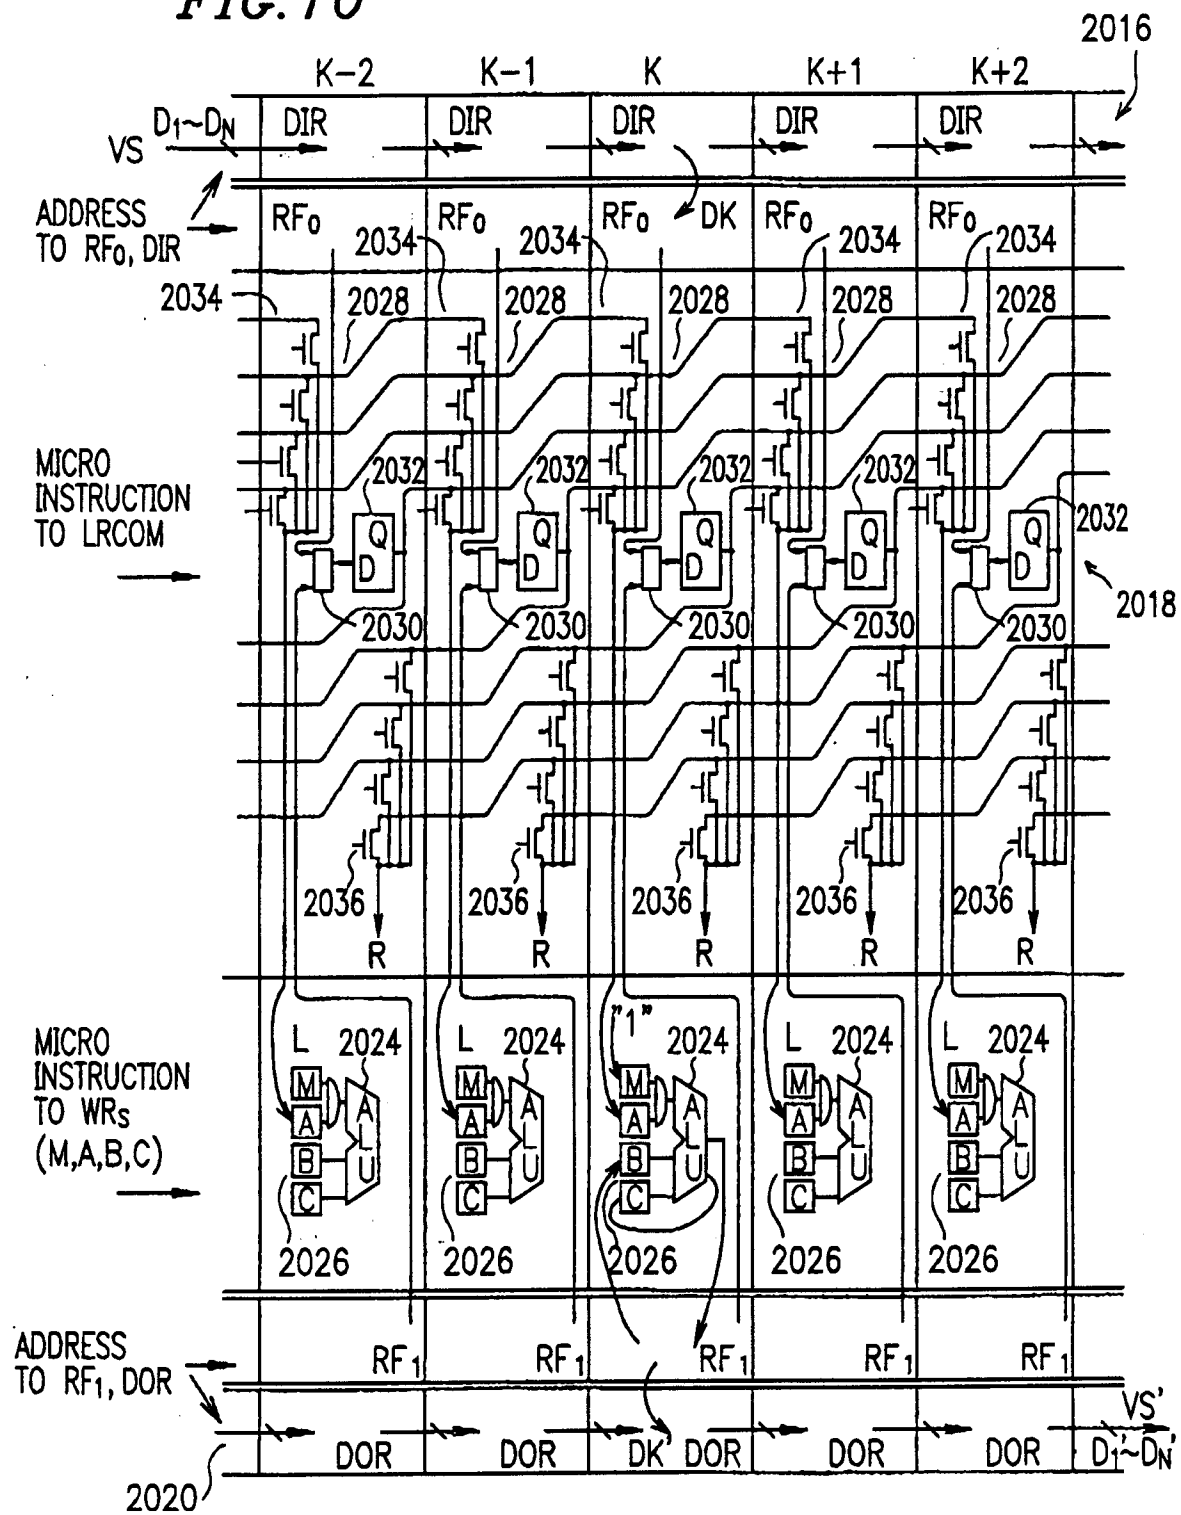 FIG. 70
2016
K-2 K-1 K K+1 K+2
D1~DN DIR DIR DIR DIR DIR
VS
ADDRESS TO RF0, DIR
RF0 RF0 RF0 DK RF0 RF0
2034 2034 2034 2034
2034 2028 2028 2028 2028 2028
MICRO
INSTRUCTION
TO LRCOM
2032 2032 2032 2032 2032
Q Q Q Q Q
D D D D D
2018
2030 2030 2030 2030 2030
2036 2036 2036 2036 2036
R R R R R
MICRO
INSTRUCTION
TO WRs
(M,A,B,C)
"1"
L 2024 L 2024 2024 L 2024 L 2024
M M M M M
A ALU A ALU A ALU A ALU A ALU
B B B B B
C C C C C
2026 2026 2026 2026 2026
ADDRESS
TO RF1, DOR
RF1 RF1 RF1 RF1 RF1
VS'
DOR DOR DK' DOR DOR DOR D1'~DN'
2020